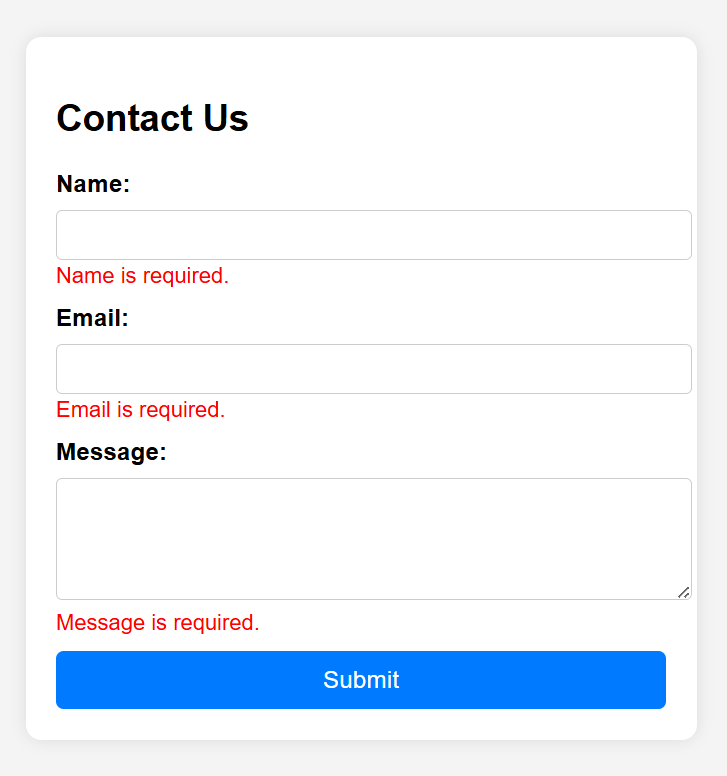 Contact Us
Name:
Name is required.
Email:
Email is required.
Message:
Message is required.
Submit